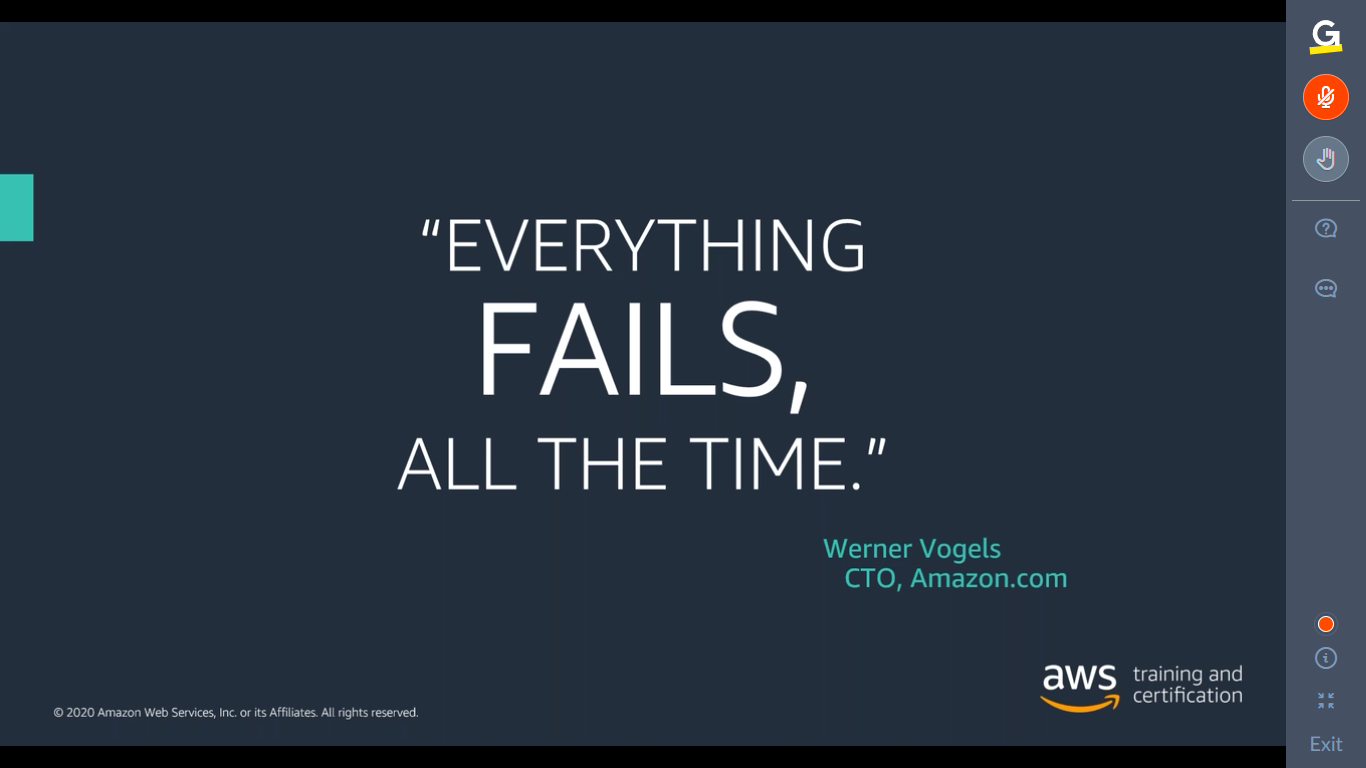 “EVERYTHING
FAILS,
ALL THE TIME.”
Werner Vogels
CTO, Amazon.com
aws training and
certification
© 2020 Amazon Web Services, Inc. or its Affiliates. All rights reserved.
G
Exit